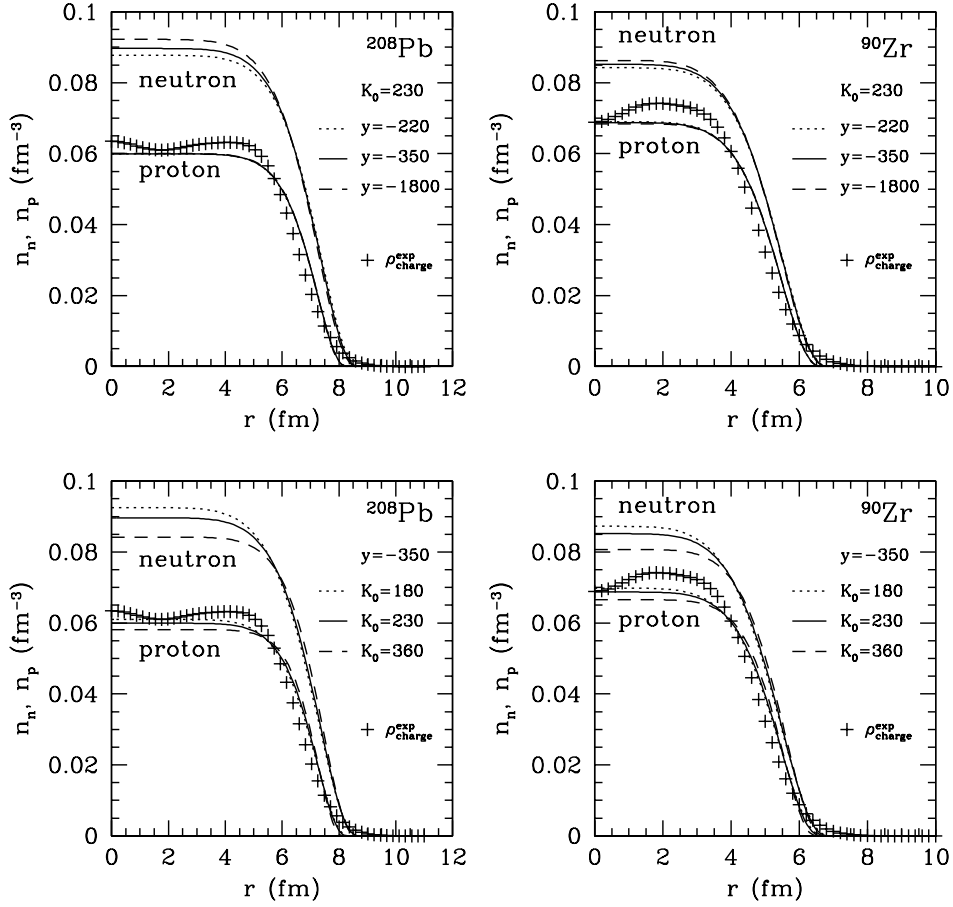 0.1
0.08
0.06
0.04
0.02
0
nₙ, nₚ (fm⁻³)
²⁰⁸Pb
neutron
K₀=230
y=−220
y=−350
y=−1800
proton
+ ρ^exp_charge
0 2 4 6 8 10 12
r (fm)
0.1
0.08
0.06
0.04
0.02
0
nₙ, nₚ (fm⁻³)
neutron
⁹⁰Zr
K₀=230
y=−220
y=−350
y=−1800
proton
+ ρ^exp_charge
0 2 4 6 8 10
r (fm)
0.1
0.08
0.06
0.04
0.02
0
nₙ, nₚ (fm⁻³)
²⁰⁸Pb
neutron
y=−350
K₀=180
K₀=230
K₀=360
proton
+ ρ^exp_charge
0 2 4 6 8 10 12
r (fm)
0.1
0.08
0.06
0.04
0.02
0
nₙ, nₚ (fm⁻³)
neutron
⁹⁰Zr
y=−350
K₀=180
K₀=230
K₀=360
proton
+ ρ^exp_charge
0 2 4 6 8 10
r (fm)